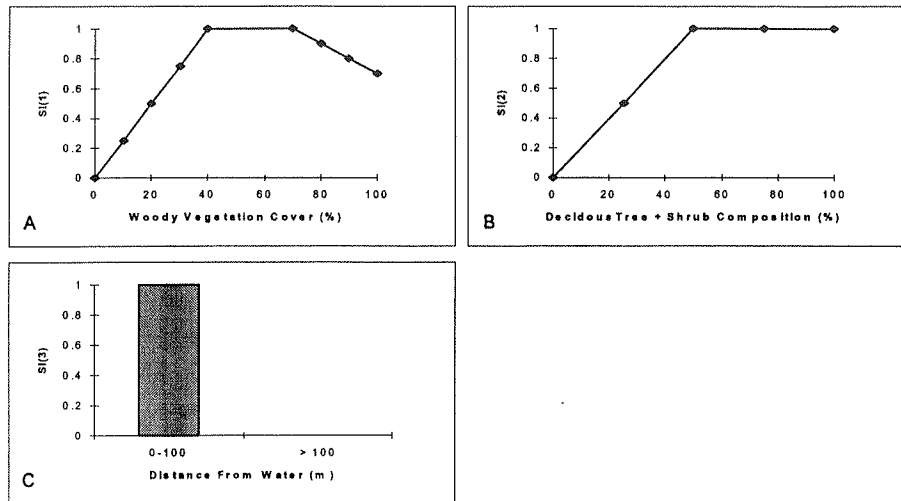 1
0.8
0.6
0.4
0.2
0
SI(1)
0 20 40 60 80 100
Woody Vegetation Cover (%)
A
1
0.8
0.6
0.4
0.2
0
SI(2)
0 20 40 60 80 100
Decidous Tree + Shrub Composition (%)
B
1
0.8
0.6
0.4
0.2
0
SI(3)
0-100 > 100
Distance From Water (m)
C